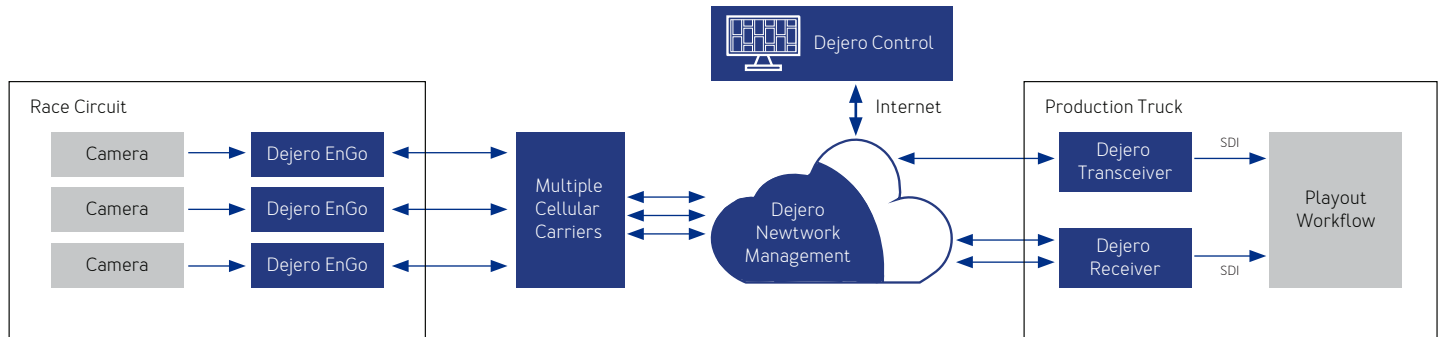 Dejero Control
Internet
Race Circuit
Camera
Dejero EnGo
Camera
Dejero EnGo
Camera
Dejero EnGo
Multiple
Cellular
Carriers
Dejero
Newtwork
Management
Production Truck
Dejero
Transceiver
SDI
Dejero
Receiver
SDI
Playout
Workflow